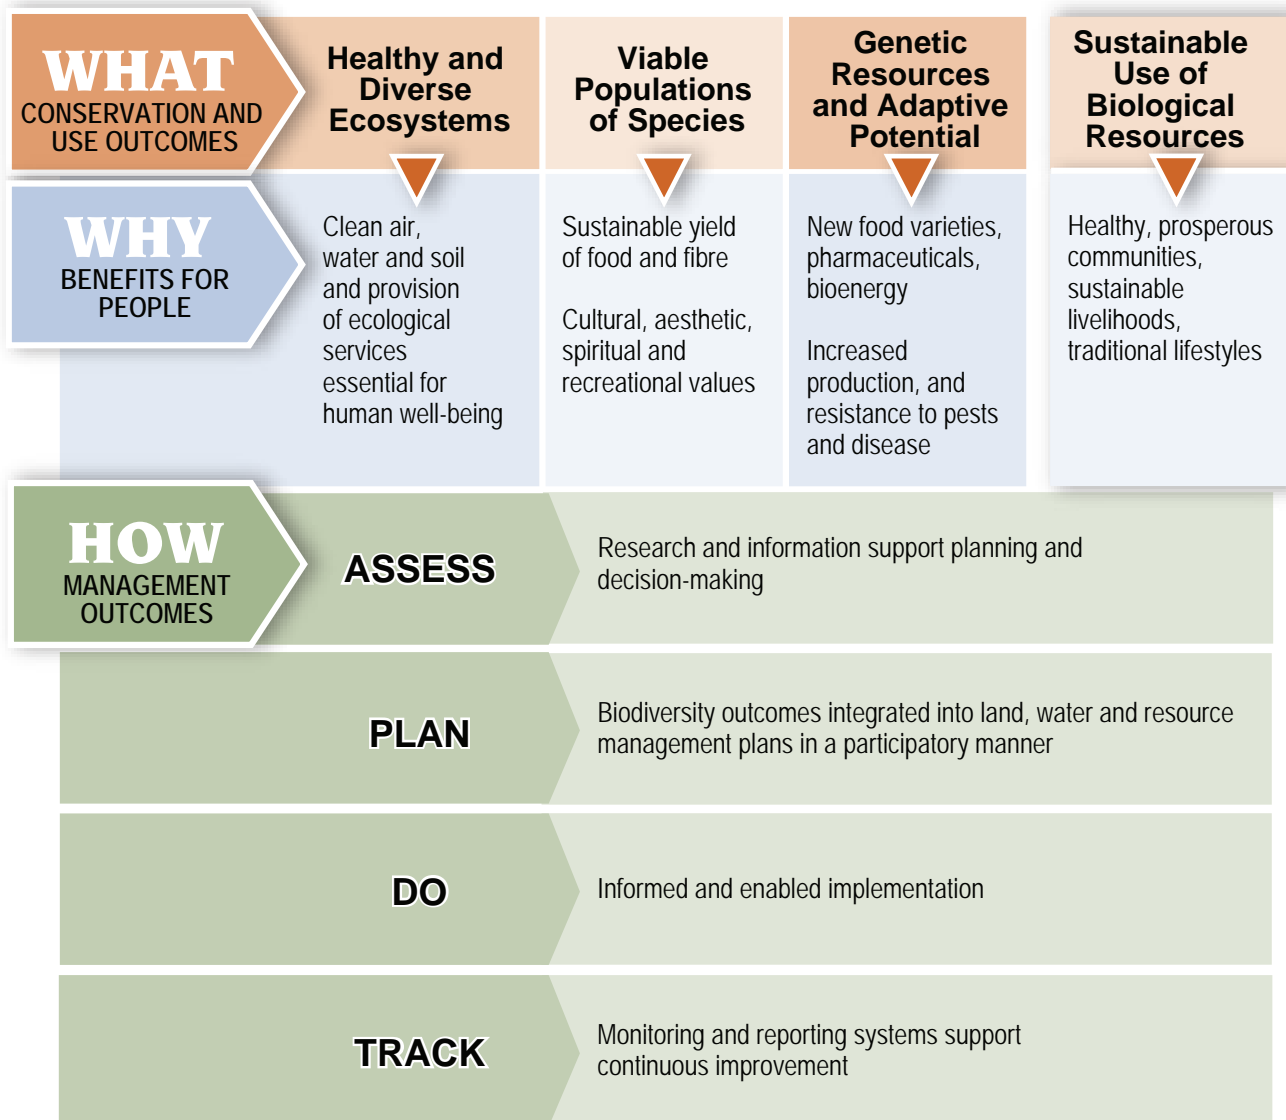 WHAT
CONSERVATION AND
USE OUTCOMES
Healthy and
Diverse
Ecosystems
Viable
Populations
of Species
Genetic
Resources
and Adaptive
Potential
Sustainable
Use of
Biological
Resources
WHY
BENEFITS FOR
PEOPLE
Clean air,
water and soil
and provision
of ecological
services
essential for
human well-being
Sustainable yield
of food and fibre
Cultural, aesthetic,
spiritual and
recreational values
New food varieties,
pharmaceuticals,
bioenergy
Increased
production, and
resistance to pests
and disease
Healthy, prosperous
communities,
sustainable
livelihoods,
traditional lifestyles
HOW
MANAGEMENT
OUTCOMES
ASSESS
Research and information support planning and
decision-making
PLAN
Biodiversity outcomes integrated into land, water and resource
management plans in a participatory manner
DO
Informed and enabled implementation
TRACK
Monitoring and reporting systems support
continuous improvement